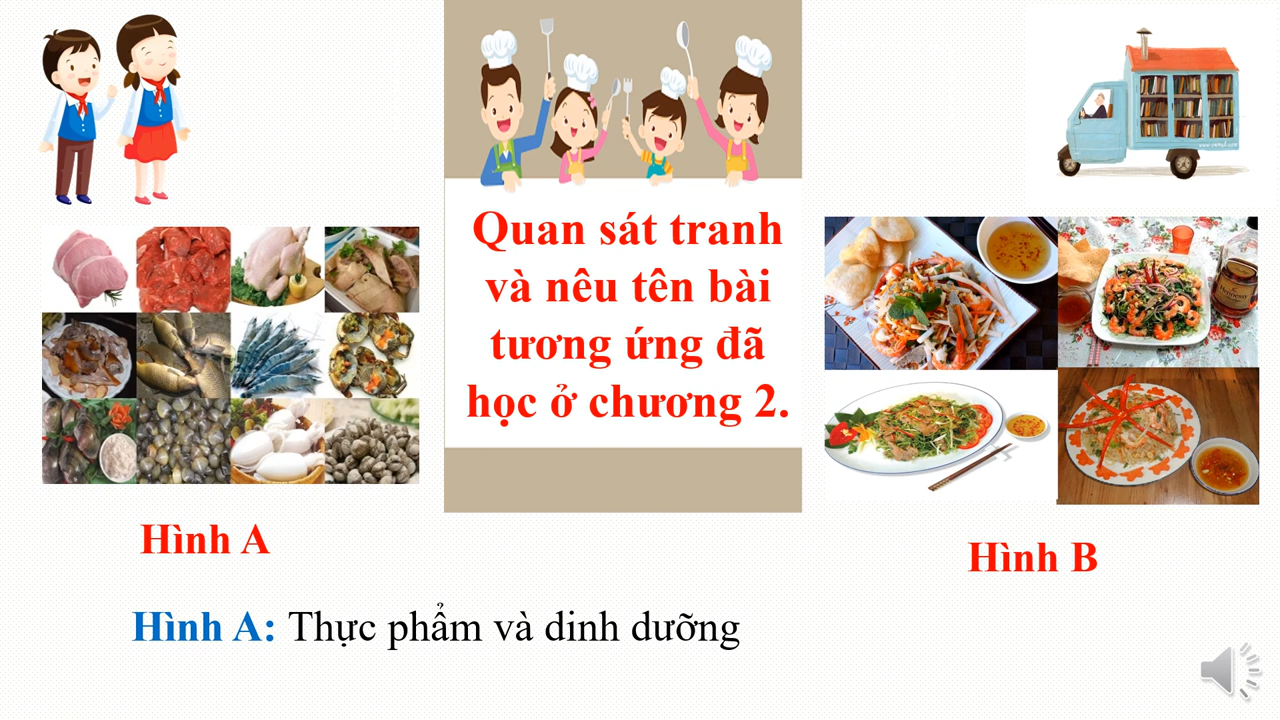 Quan sát tranh
và nêu tên bài
tương ứng đã
học ở chương 2.
Hình A
Hình B
Hình A: Thực phẩm và dinh dưỡng
Hennessy